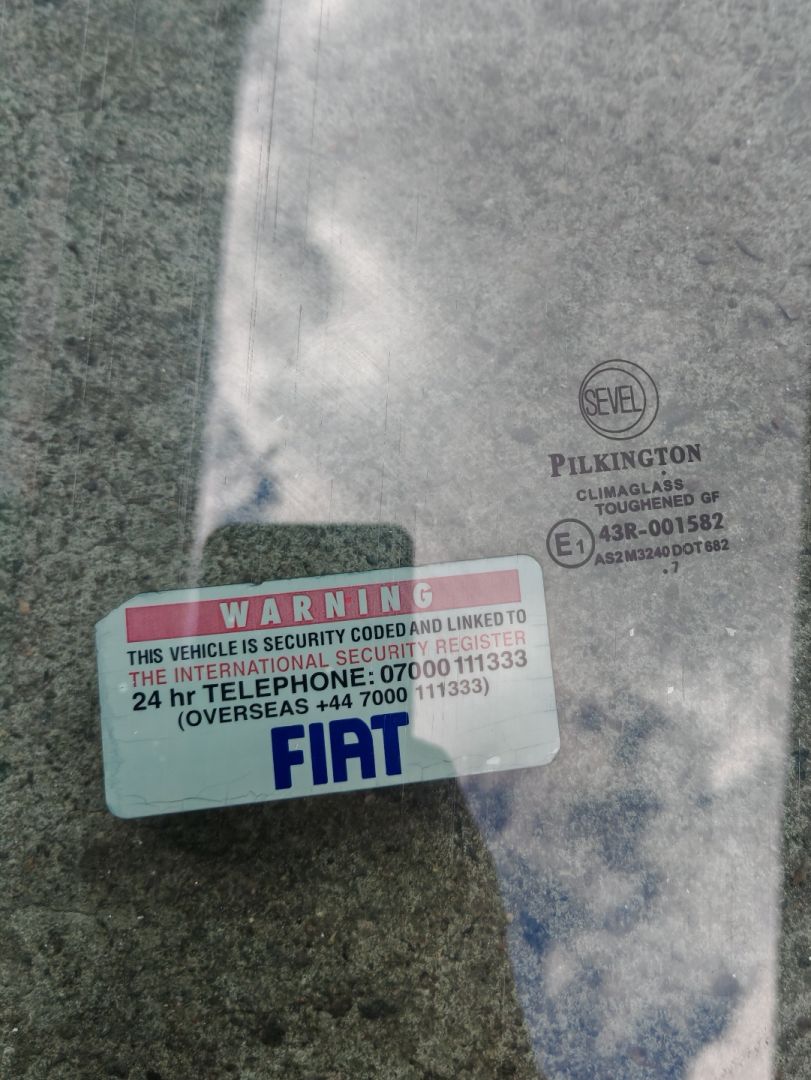 SEVEL
PILKINGTON
CLIMAGLASS
TOUGHENED GF
E1 43R-001582
AS2 M3240 DOT 682
.7
WARNING
THIS VEHICLE IS SECURITY CODED AND LINKED TO
THE INTERNATIONAL SECURITY REGISTER
24 hr TELEPHONE: 07000 111333
(OVERSEAS +44 7000 111333)
FIAT